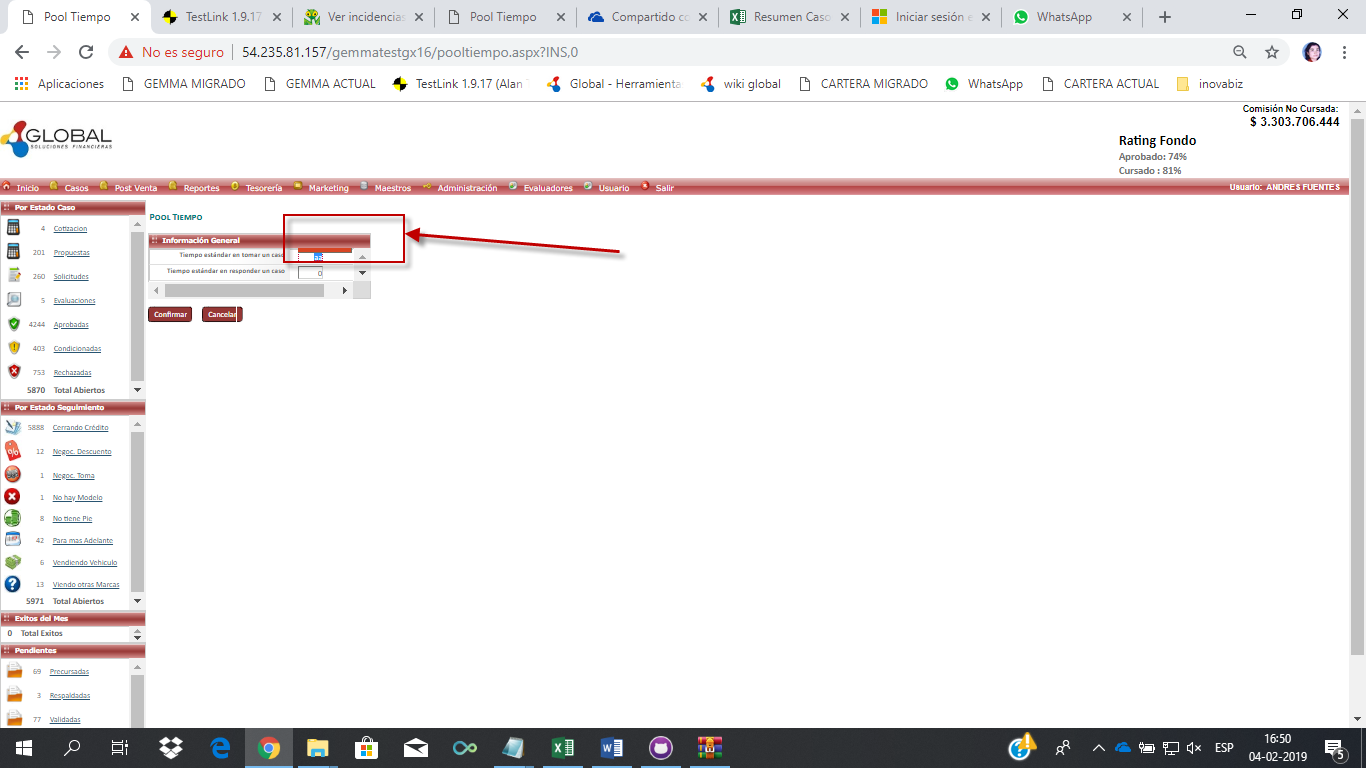 Pool Tiempo
TestLink 1.9.17
Ver incidencias
Pool Tiempo
Compartido co
Resumen Caso
Iniciar sesión e
WhatsApp
No es seguro
54.235.81.157/gemmatestgx16/pooltiempo.aspx?INS,0
Aplicaciones
GEMMA MIGRADO
GEMMA ACTUAL
TestLink 1.9.17 (Alan
Global - Herramienta
wiki global
CARTERA MIGRADO
WhatsApp
CARTERA ACTUAL
inovabiz
GLOBAL
SOLUCIONES FINANCIERAS
Comisión No Cursada:
$ 3.303.706.444
Rating Fondo
Aprobado: 74%
Cursado : 81%
Inicio Casos Post Venta Reportes Tesorería Marketing Maestros Administración Evaluadores Usuario Salir
Usuario: ANDRES FUENTES
Por Estado Caso
4 Cotizacion
201 Propuestas
260 Solicitudes
5 Evaluaciones
4244 Aprobadas
403 Condicionadas
753 Rechazadas
5870 Total Abiertos
Por Estado Seguimiento
5888 Cerrando Crédito
12 Negoc. Descuento
1 Negoc. Toma
1 No hay Modelo
8 No tiene Pie
42 Para mas Adelante
6 Vendiendo Vehiculo
13 Viendo otras Marcas
5971 Total Abiertos
Exitos del Mes
0 Total Exitos
Pendientes
69 Precursadas
3 Respaldadas
77 Validadas
Pool Tiempo
Información General
Tiempo estándar en tomar un caso
Tiempo estándar en responder un caso 0
Confirmar
Cancelar
ESP
16:50
04-02-2019
5